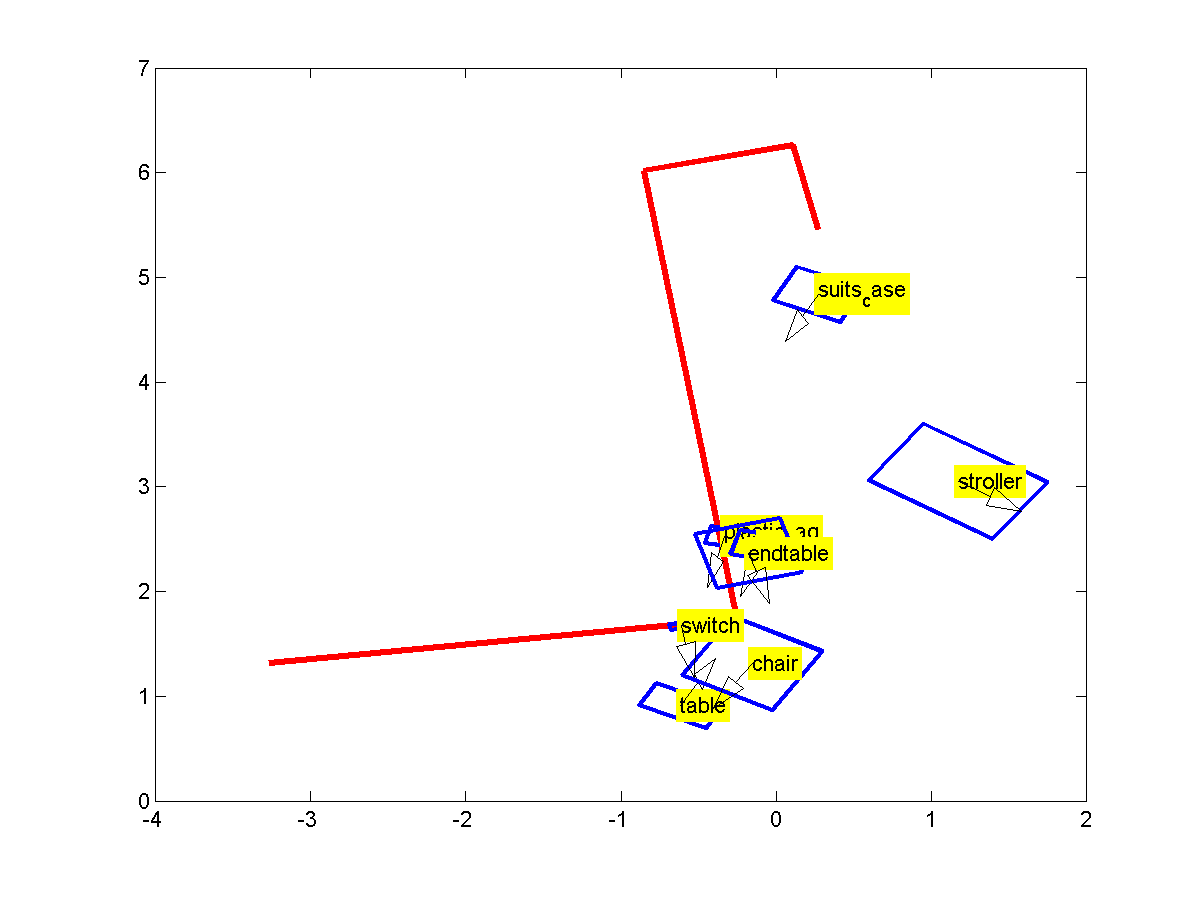 7
6
5
4
3
2
1
0
suits_case
stroller
endtable
switch
chair
table
-4 -3 -2 -1 0 1 2